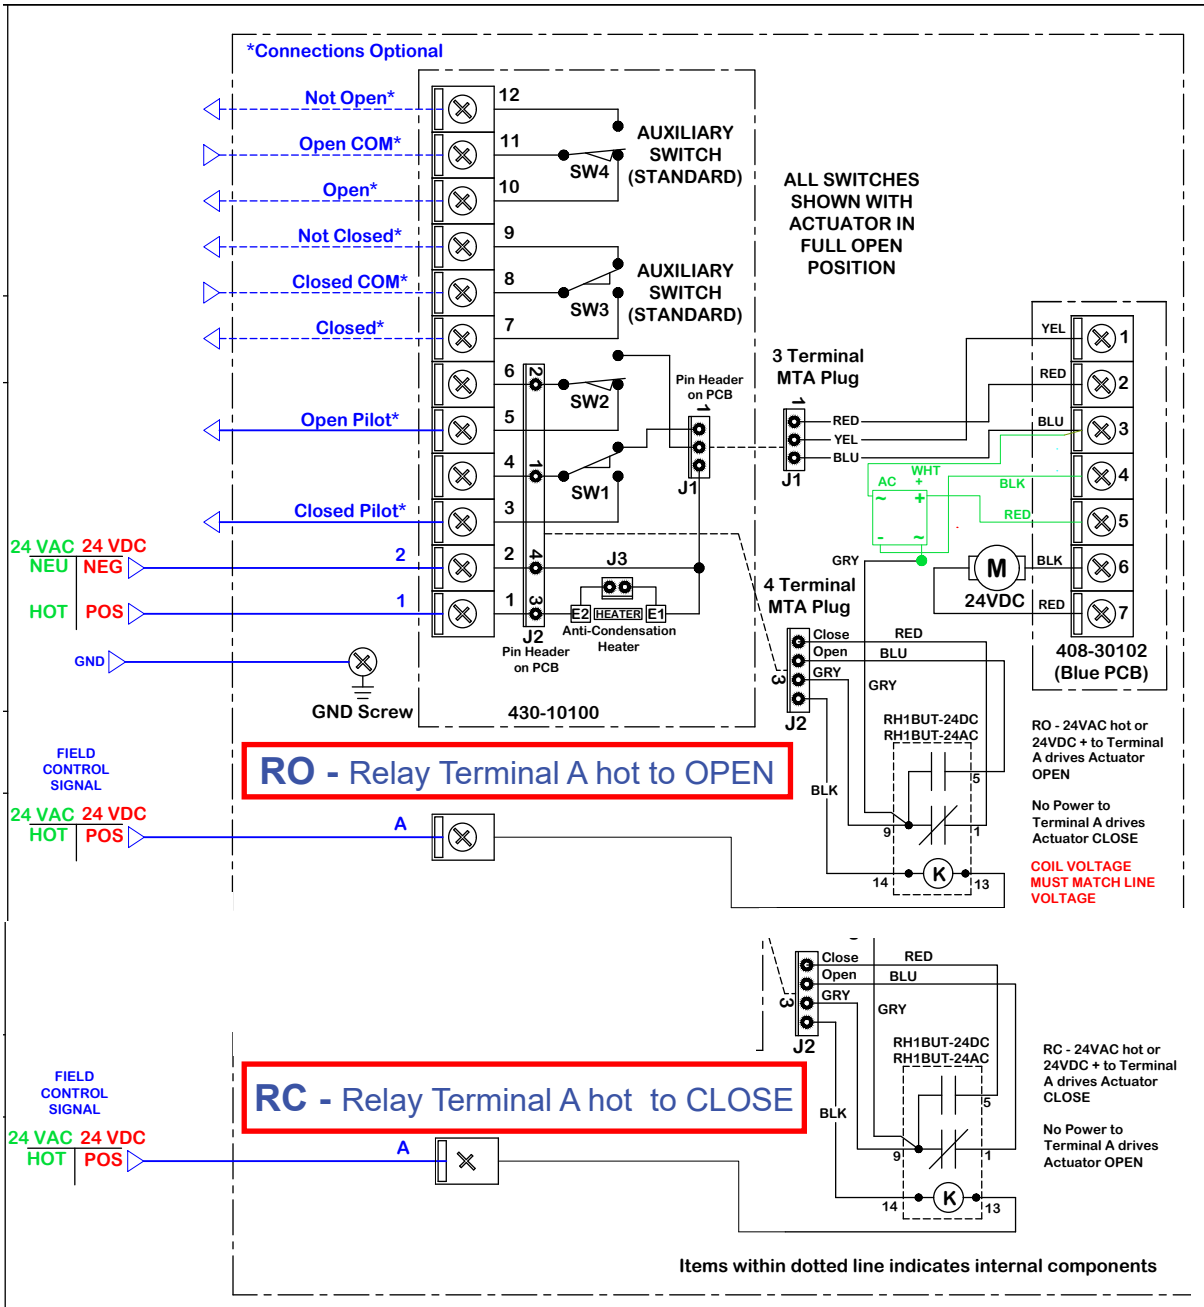 *Connections Optional
Not Open*
12
Open COM*
11
Open*
10
SW4
AUXILIARY
SWITCH
(STANDARD)
Not Closed*
9
Closed COM*
8
Closed*
7
SW3
AUXILIARY
SWITCH
(STANDARD)
ALL SWITCHES
SHOWN WITH
ACTUATOR IN
FULL OPEN
POSITION
6
2
SW2
Open Pilot*
5
4
1
SW1
Closed Pilot*
3
Pin Header
on PCB
1
J1
3 Terminal
MTA Plug
1
RED
YEL
BLU
J1
YEL
1
RED
2
BLU
3
WHT
AC
+
~
+
-
~
BLK
4
RED
5
GRY
M
24VDC
BLK
6
RED
7
408-30102
(Blue PCB)
24 VAC 24 VDC
NEU NEG
2
2
4
HOT POS
1
1
3
J3
E2 HEATER E1
Anti-Condensation
Heater
J2
Pin Header
on PCB
GND
GND Screw
430-10100
4 Terminal
MTA Plug
Close
RED
Open
BLU
GRY
3
GRY
J2
RH1BUT-24DC
RH1BUT-24AC
5
BLK
9
1
14
K
13
RO - 24VAC hot or
24VDC + to Terminal
A drives Actuator
OPEN
No Power to
Terminal A drives
Actuator CLOSE
COIL VOLTAGE
MUST MATCH LINE
VOLTAGE
RO - Relay Terminal A hot to OPEN
FIELD
CONTROL
SIGNAL
24 VAC 24 VDC
HOT POS
A
Close
RED
Open
BLU
GRY
3
GRY
J2
RH1BUT-24DC
RH1BUT-24AC
5
BLK
9
1
14
K
13
RC - 24VAC hot or
24VDC + to Terminal
A drives Actuator
CLOSE
No Power to
Terminal A drives
Actuator OPEN
RC - Relay Terminal A hot to CLOSE
FIELD
CONTROL
SIGNAL
24 VAC 24 VDC
HOT POS
A
Items within dotted line indicates internal components